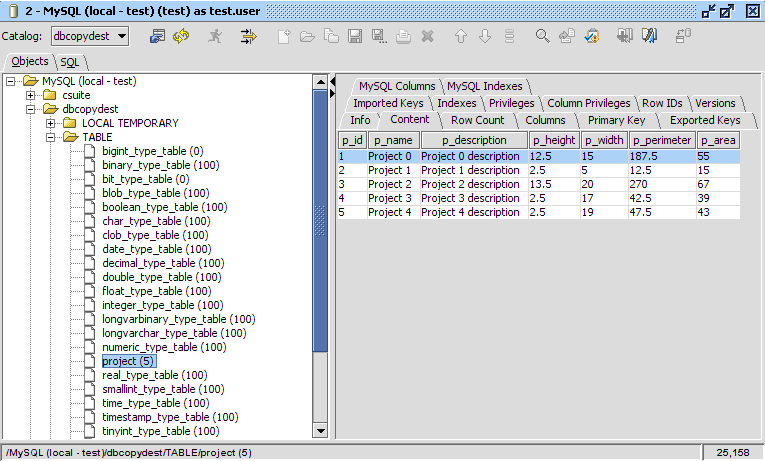 2 - MySQL (local - test) (test) as test.user
Catalog: dbcopydest
Objects SQL
MySQL (local - test)
csuite
dbcopydest
LOCAL TEMPORARY
TABLE
bigint_type_table (0)
binary_type_table (100)
bit_type_table (0)
blob_type_table (100)
boolean_type_table (100)
char_type_table (100)
clob_type_table (100)
date_type_table (100)
decimal_type_table (100)
double_type_table (100)
float_type_table (100)
integer_type_table (100)
longvarbinary_type_table (100)
longvarchar_type_table (100)
numeric_type_table (100)
project (5)
real_type_table (100)
smallint_type_table (100)
time_type_table (100)
timestamp_type_table (100)
tinyint_type_table (100)
MySQL Columns MySQL Indexes
Imported Keys Indexes Privileges Column Privileges Row IDs Versions
Info Content Row Count Columns Primary Key Exported Keys
p_id p_name p_description p_height p_width p_perimeter p_area
1 Project 0 Project 0 description 12.5 15 187.5 55
2 Project 1 Project 1 description 2.5 5 12.5 15
3 Project 2 Project 2 description 13.5 20 270 67
4 Project 3 Project 3 description 2.5 17 42.5 39
5 Project 4 Project 4 description 2.5 19 47.5 43
/MySQL (local - test)/dbcopydest/TABLE/project (5)
25,158